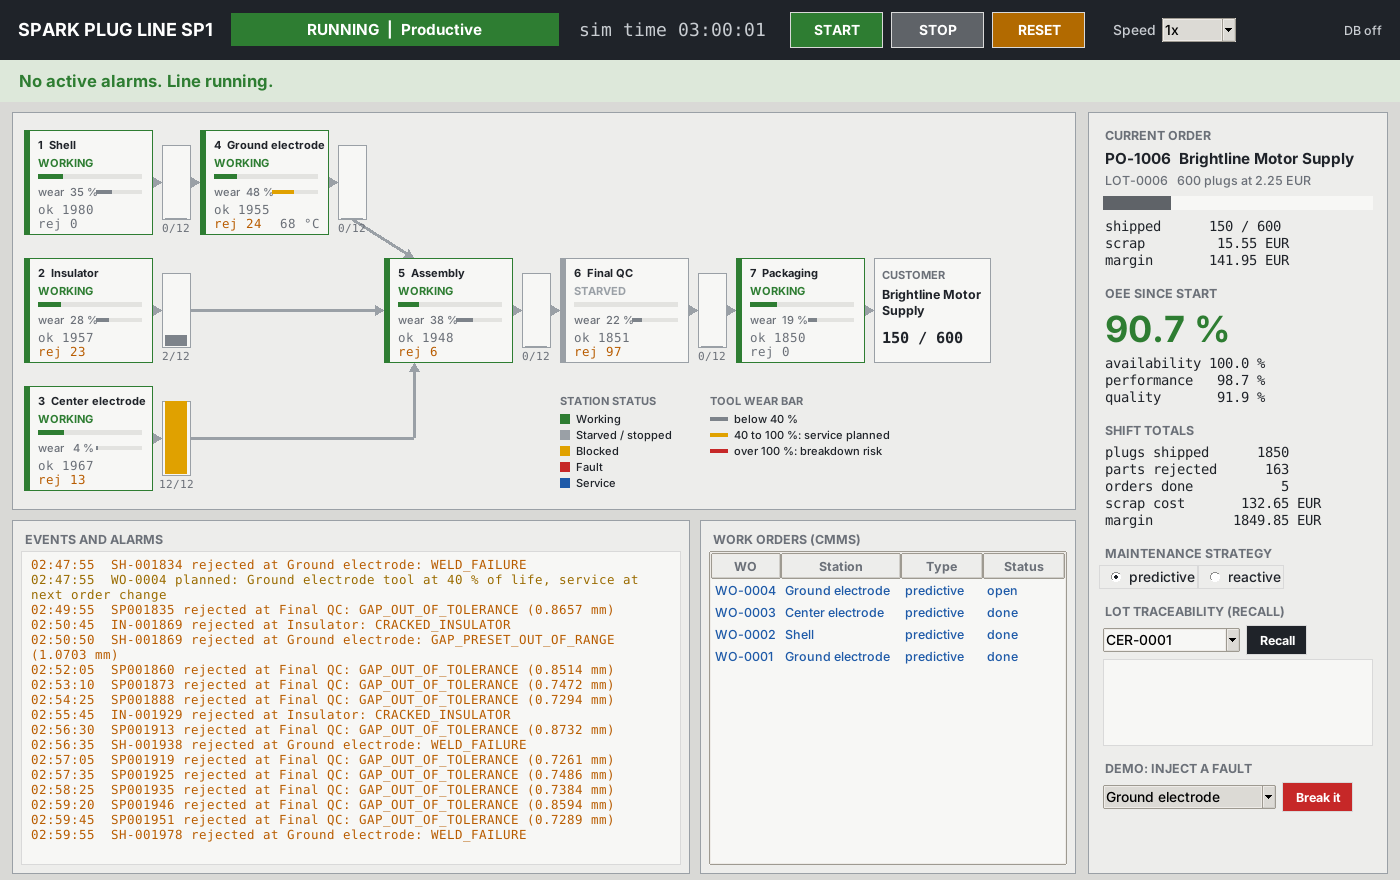 SPARK PLUG LINE SP1
RUNNING | Productive
sim time 03:00:01
START
STOP
RESET
Speed
1x
DB off
No active alarms. Line running.
1 Shell
WORKING
wear 35 %
ok 1980
rej 0
0/12
4 Ground electrode
WORKING
wear 48 %
ok 1955
rej 24 68 °C
0/12
2 Insulator
WORKING
wear 28 %
ok 1957
rej 23
2/12
5 Assembly
WORKING
wear 38 %
ok 1948
rej 6
0/12
6 Final QC
STARVED
wear 22 %
ok 1851
rej 97
0/12
7 Packaging
WORKING
wear 19 %
ok 1850
rej 0
CUSTOMER
Brightline Motor
Supply
150 / 600
3 Center electrode
WORKING
wear 4 %
ok 1967
rej 13
12/12
STATION STATUS
Working
Starved / stopped
Blocked
Fault
Service
TOOL WEAR BAR
below 40 %
40 to 100 %: service planned
over 100 %: breakdown risk
EVENTS AND ALARMS
02:47:55 SH-001834 rejected at Ground electrode: WELD_FAILURE
02:47:55 WO-0004 planned: Ground electrode tool at 40 % of life, service at
next order change
02:49:55 SP001835 rejected at Final QC: GAP_OUT_OF_TOLERANCE (0.8657 mm)
02:50:45 IN-001869 rejected at Insulator: CRACKED_INSULATOR
02:50:50 SH-001869 rejected at Ground electrode: GAP_PRESET_OUT_OF_RANGE
(1.0703 mm)
02:52:05 SP001860 rejected at Final QC: GAP_OUT_OF_TOLERANCE (0.8514 mm)
02:53:10 SP001873 rejected at Final QC: GAP_OUT_OF_TOLERANCE (0.7472 mm)
02:54:25 SP001888 rejected at Final QC: GAP_OUT_OF_TOLERANCE (0.7294 mm)
02:55:45 IN-001929 rejected at Insulator: CRACKED_INSULATOR
02:56:30 SP001913 rejected at Final QC: GAP_OUT_OF_TOLERANCE (0.8732 mm)
02:56:35 SH-001938 rejected at Ground electrode: WELD_FAILURE
02:57:05 SP001919 rejected at Final QC: GAP_OUT_OF_TOLERANCE (0.7261 mm)
02:57:35 SP001925 rejected at Final QC: GAP_OUT_OF_TOLERANCE (0.7486 mm)
02:58:25 SP001935 rejected at Final QC: GAP_OUT_OF_TOLERANCE (0.7384 mm)
02:59:20 SP001946 rejected at Final QC: GAP_OUT_OF_TOLERANCE (0.8594 mm)
02:59:45 SP001951 rejected at Final QC: GAP_OUT_OF_TOLERANCE (0.7289 mm)
02:59:55 SH-001978 rejected at Ground electrode: WELD_FAILURE
WORK ORDERS (CMMS)
WO Station Type Status
WO-0004 Ground electrode predictive open
WO-0003 Center electrode predictive done
WO-0002 Shell predictive done
WO-0001 Ground electrode predictive done
CURRENT ORDER
PO-1006 Brightline Motor Supply
LOT-0006 600 plugs at 2.25 EUR
shipped 150 / 600
scrap 15.55 EUR
margin 141.95 EUR
OEE SINCE START
90.7 %
availability 100.0 %
performance 98.7 %
quality 91.9 %
SHIFT TOTALS
plugs shipped 1850
parts rejected 163
orders done 5
scrap cost 132.65 EUR
margin 1849.85 EUR
MAINTENANCE STRATEGY
predictive reactive
LOT TRACEABILITY (RECALL)
CER-0001
Recall
DEMO: INJECT A FAULT
Ground electrode
Break it